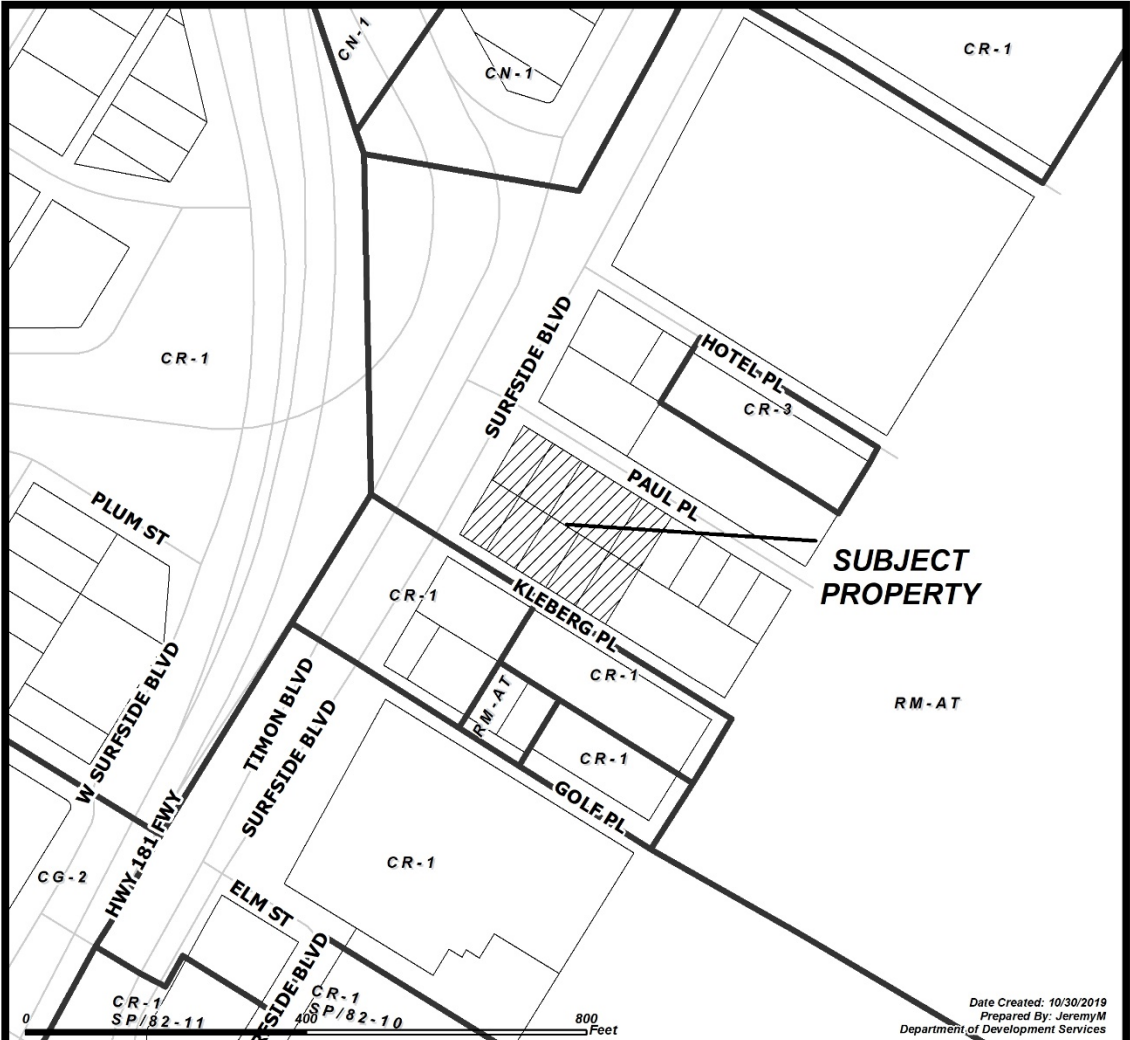 CN-1
CN-1
CR-1
CR-1
SURFSIDE BLVD
HOTEL PL
CR-3
PAUL PL
PLUM ST
SUBJECT
PROPERTY
KLEBERG PL
CR-1
CR-1
RM-AT
RM-AT
W SURFSIDE BLVD
TIMON BLVD
SURFSIDE BLVD
CR-1
GOLF PL
HWY 181 FWY
CR-1
CG-2
ELM ST
RFSIDE BLVD
CR-1
SP/82-11
CR-1
SP/82-10
0
400
800
Feet
Date Created: 10/30/2019
Prepared By: JeremyM
Department of Development Services